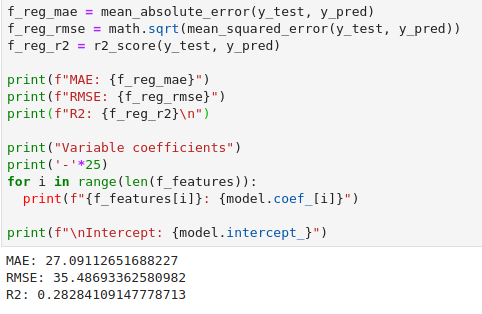 f_reg_mae = mean_absolute_error(y_test, y_pred)
f_reg_rmse = math.sqrt(mean_squared_error(y_test, y_pred))
f_reg_r2 = r2_score(y_test, y_pred)
print(f"MAE: {f_reg_mae}")
print(f"RMSE: {f_reg_rmse}")
print(f"R2: {f_reg_r2}\n")
print("Variable coefficients")
print('-'*25)
for i in range(len(f_features)):
  print(f"{f_features[i]}: {model.coef_[i]}")
print(f"\nIntercept: {model.intercept_}")
MAE: 27.09112651688227
RMSE: 35.48693362580982
R2: 0.28284109147778713